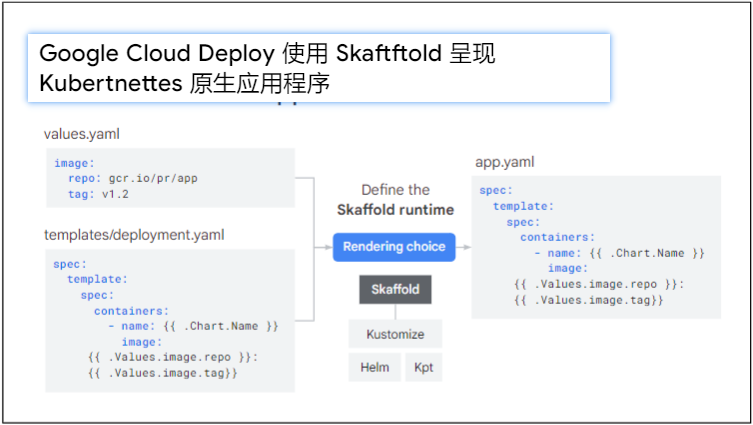 Google Cloud Deploy 使用 Skaftftold 呈现
Kubertnettes 原生应用程序
values.yaml
image:
repo: gcr.io/pr/app
tag: v1.2
templates/deployment.yaml
spec:
template:
spec:
containers:
- name: {{ .Chart.Name }}
image:
{{ .Values.image.repo }}:
{{ .Values.image.tag}}
Define the
Skaffold runtime
Rendering choice
Skaffold
Kustomize
Helm
Kpt
app.yaml
spec:
template:
spec:
containers:
- name: {{ .Chart.Name }}
image:
{{ .Values.image.repo }}:
{{ .Values.image.tag}}